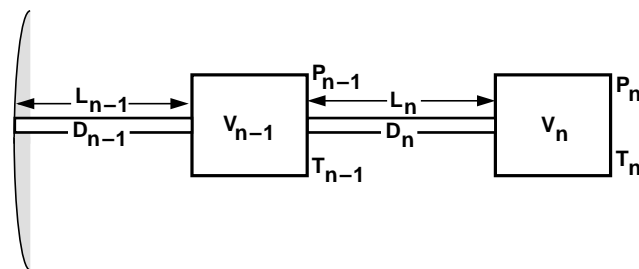 L_{n−1}
D_{n−1}
V_{n−1}
P_{n−1}
T_{n−1}
L_n
D_n
V_n
P_n
T_n